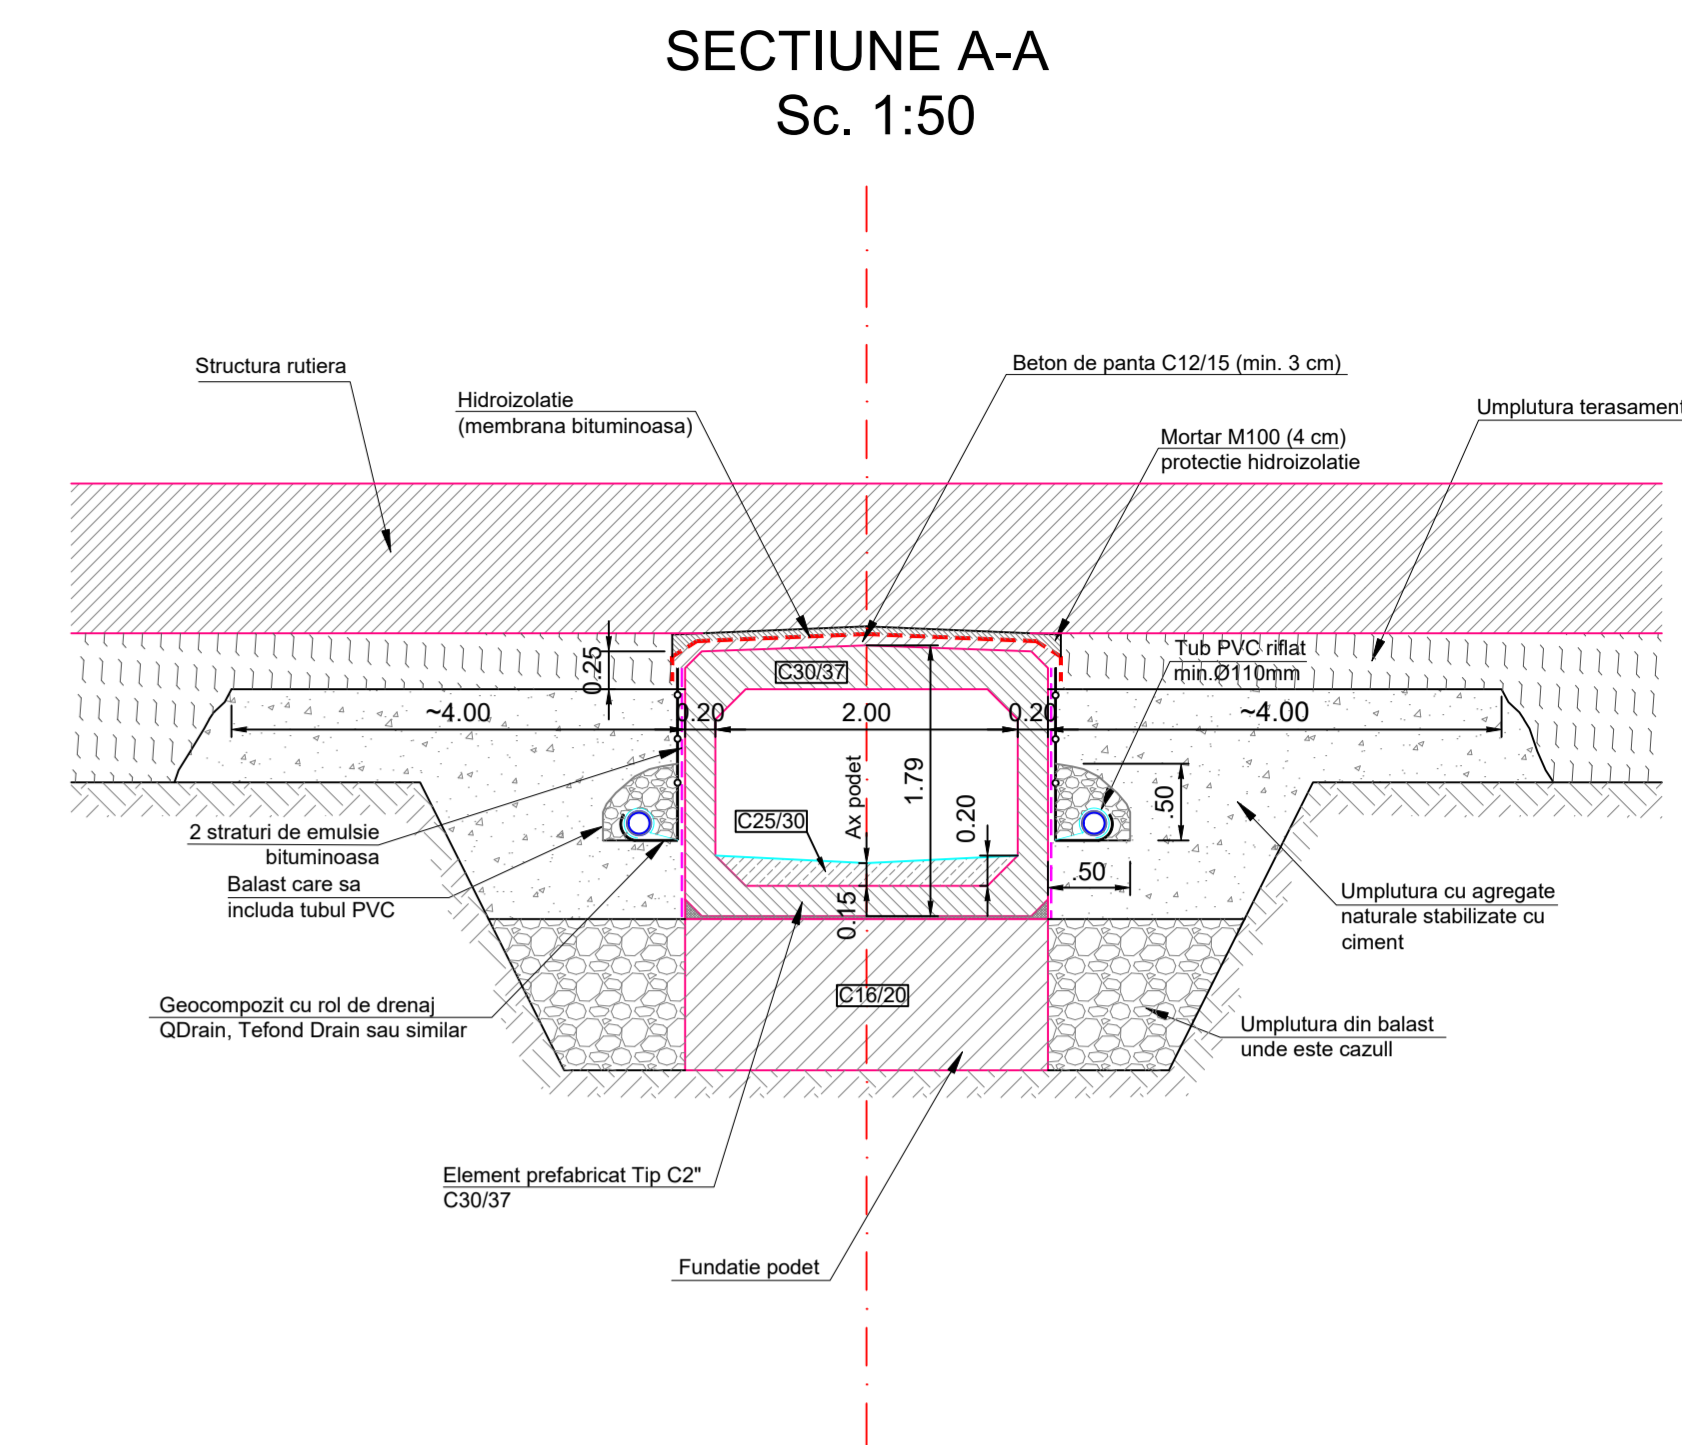 SECTIUNE A-A
Sc. 1:50
Structura rutiera
Hidroizolatie
(membrana bituminoasa)
Beton de panta C12/15 (min. 3 cm)
Umplutura terasament
Mortar M100 (4 cm)
protectie hidroizolatie
Tub PVC riflat
min.Ø110mm
0.25
C30/37
~4.00
0.20
2.00
0.20
~4.00
Ax podet
1.79
0.20
.50
C25/30
2 straturi de emulsie
bituminoasa
Balast care sa
includa tubul PVC
.50
0.15
Umplutura cu agregate
naturale stabilizate cu
ciment
C16/20
Geocompozit cu rol de drenaj
QDrain, Tefond Drain sau similar
Umplutura din balast
unde este cazull
Element prefabricat Tip C2"
C30/37
Fundatie podet